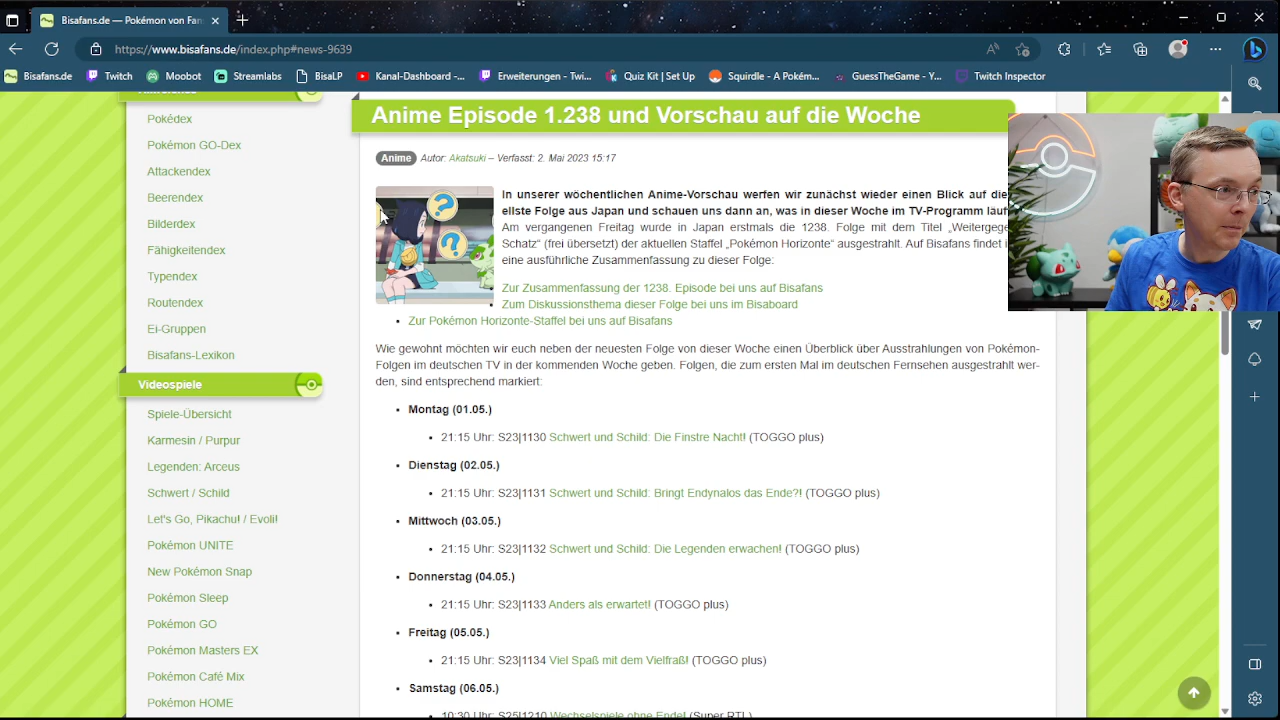 Bisafans.de — Pokémon von Fan
https://www.bisafans.de/index.php#news-9639
Bisafans.de
Twitch
Moobot
Streamlabs
BisaLP
Kanal-Dashboard -...
Erweiterungen - Twi...
Quiz Kit | Set Up
Squirdle - A Pokém...
GuessTheGame - Y...
Twitch Inspector
Pokédex
Pokémon GO-Dex
Attackendex
Beerendex
Bilderdex
Fähigkeitendex
Typendex
Routendex
Ei-Gruppen
Bisafans-Lexikon
Videospiele
Spiele-Übersicht
Karmesin / Purpur
Legenden: Arceus
Schwert / Schild
Let's Go, Pikachu! / Evoli!
Pokémon UNITE
New Pokémon Snap
Pokémon Sleep
Pokémon GO
Pokémon Masters EX
Pokémon Café Mix
Pokémon HOME
Anime Episode 1.238 und Vorschau auf die Woche
Anime Autor: Akatsuki – Verfasst: 2. Mai 2023 15:17
In unserer wöchentlichen Anime-Vorschau werfen wir zunächst wieder einen Blick auf die
ellste Folge aus Japan und schauen uns dann an, was in dieser Woche im TV-Programm läuf
Am vergangenen Freitag wurde in Japan erstmals die 1238. Folge mit dem Titel „Weitergege
Schatz“ (frei übersetzt) der aktuellen Staffel „Pokémon Horizonte“ ausgestrahlt. Auf Bisafans findet i
eine ausführliche Zusammenfassung zu dieser Folge:
Zur Zusammenfassung der 1238. Episode bei uns auf Bisafans
Zum Diskussionsthema dieser Folge bei uns im Bisaboard
Zur Pokémon Horizonte-Staffel bei uns auf Bisafans
Wie gewohnt möchten wir euch neben der neuesten Folge von dieser Woche einen Überblick über Ausstrahlungen von Pokémon-
Folgen im deutschen TV in der kommenden Woche geben. Folgen, die zum ersten Mal im deutschen Fernsehen ausgestrahlt wer-
den, sind entsprechend markiert:
Montag (01.05.)
21:15 Uhr: S23|1130 Schwert und Schild: Die Finstre Nacht! (TOGGO plus)
Dienstag (02.05.)
21:15 Uhr: S23|1131 Schwert und Schild: Bringt Endynalos das Ende?! (TOGGO plus)
Mittwoch (03.05.)
21:15 Uhr: S23|1132 Schwert und Schild: Die Legenden erwachen! (TOGGO plus)
Donnerstag (04.05.)
21:15 Uhr: S23|1133 Anders als erwartet! (TOGGO plus)
Freitag (05.05.)
21:15 Uhr: S23|1134 Viel Spaß mit dem Vielfraß! (TOGGO plus)
Samstag (06.05.)
10:30 Uhr: S25|1210 Wechselspiele ohne Ende! (Super RTL)